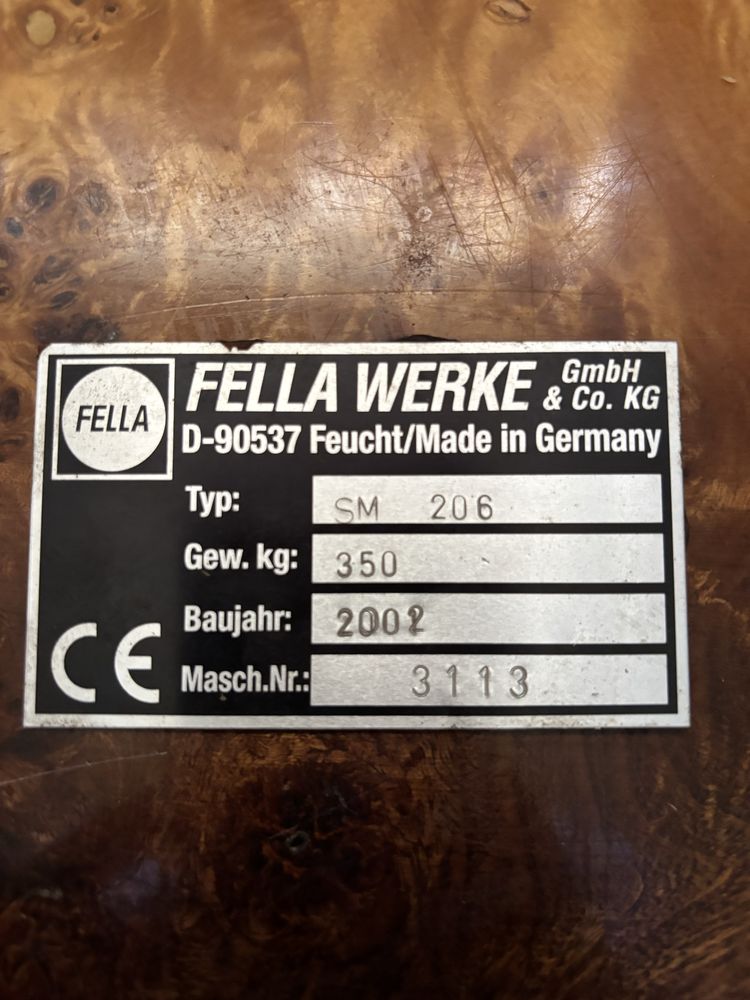 FELLA
FELLA WERKE GmbH & Co. KG
D-90537 Feucht/Made in Germany
Typ: SM 206
Gew. kg: 350
Baujahr:
Masch.Nr.: 3113
CE